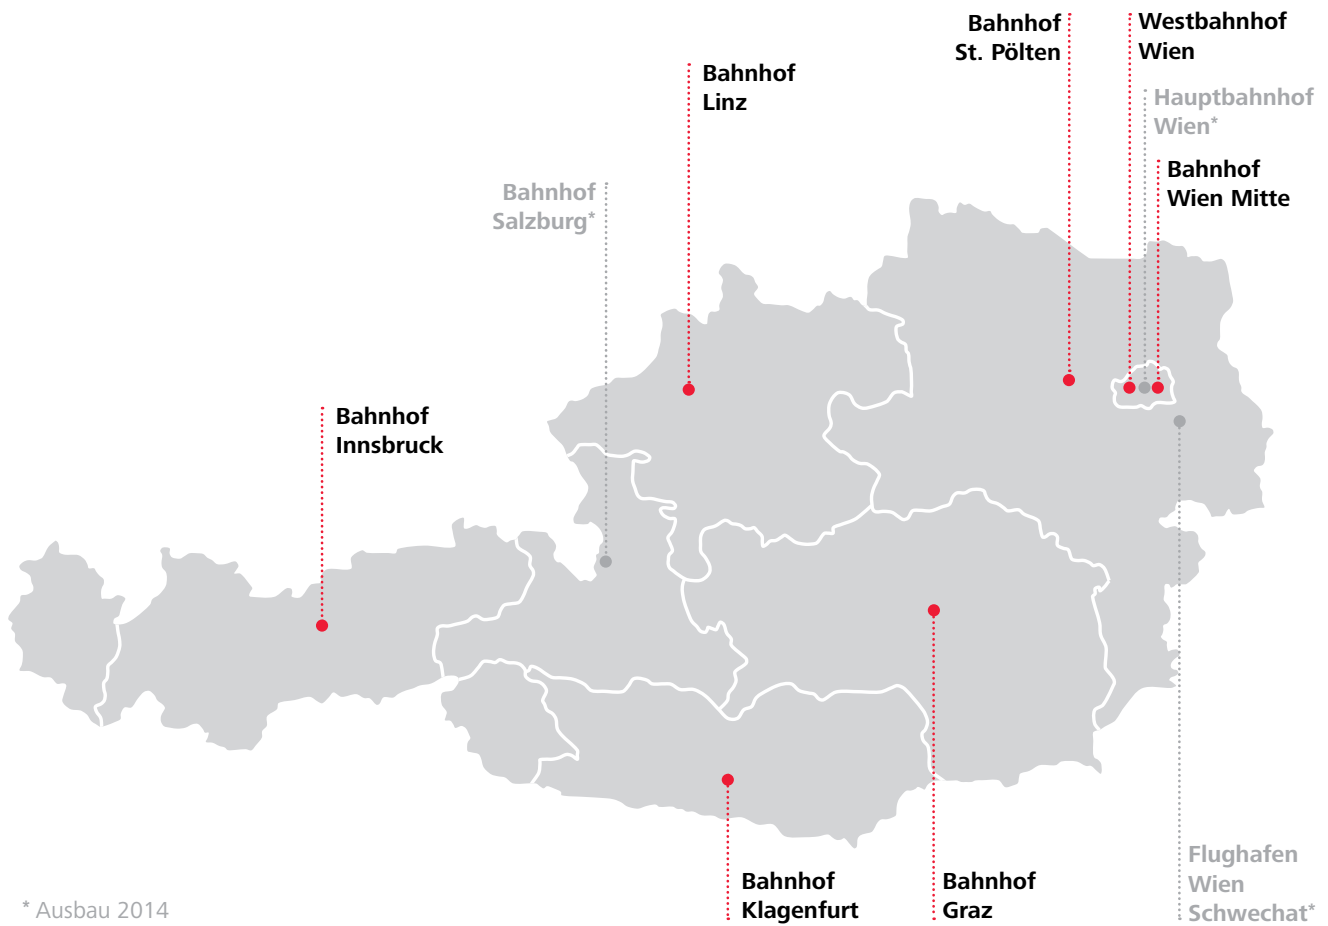 Bahnhof
St. Pölten
Westbahnhof
Wien
Bahnhof
Linz
Hauptbahnhof
Wien*
Bahnhof
Wien Mitte
Bahnhof
Salzburg*
Bahnhof
Innsbruck
Flughafen
Wien
Schwechat*
Bahnhof
Klagenfurt
Bahnhof
Graz
* Ausbau 2014